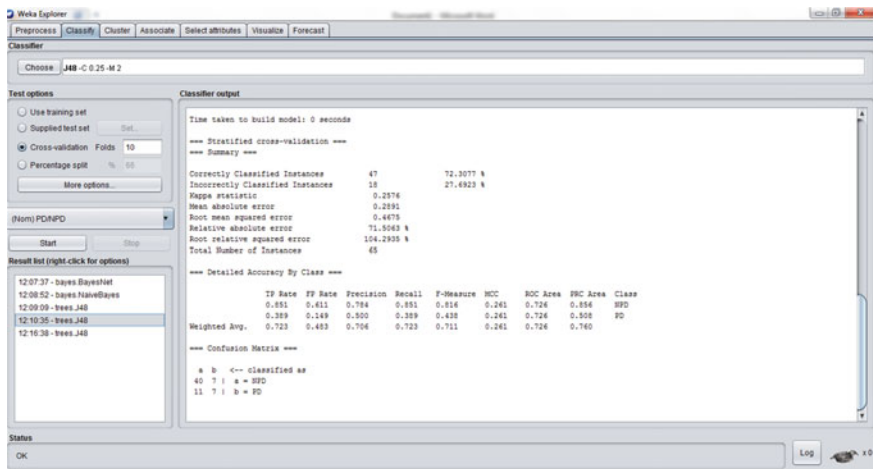 Weka Explorer
Preprocess Classify Cluster Associate Select attributes Visualize Forecast
Classifier
Choose J48 -C 0.25 -M 2
Test options
Use training set
Supplied test set Set...
Cross-validation Folds 10
Percentage split % 66
More options...
(Nom) PD/NPD
Start Stop
Result list (right-click for options)
12:07:37 - bayes.BayesNet
12:08:52 - bayes.NaiveBayes
12:09:09 - trees.J48
12:10:35 - trees.J48
12:16:38 - trees.J48
Classifier output
Time taken to build model: 0 seconds
=== Stratified cross-validation ===
=== Summary ===
Correctly Classified Instances 47 72.3077 %
Incorrectly Classified Instances 18 27.6923 %
Kappa statistic 0.2576
Mean absolute error 0.2891
Root mean squared error 0.4675
Relative absolute error 71.5063 %
Root relative squared error 104.2935 %
Total Number of Instances 65
=== Detailed Accuracy By Class ===
TP Rate FP Rate Precision Recall F-Measure MCC ROC Area PRC Area Class
0.851 0.611 0.784 0.851 0.816 0.261 0.726 0.856 NPD
0.389 0.149 0.500 0.389 0.438 0.261 0.726 0.508 PD
Weighted Avg. 0.723 0.483 0.706 0.723 0.711 0.261 0.726 0.760
=== Confusion Matrix ===
a b <-- classified as
40 7 | a = NPD
11 7 | b = PD
Status
OK
Log
x 0